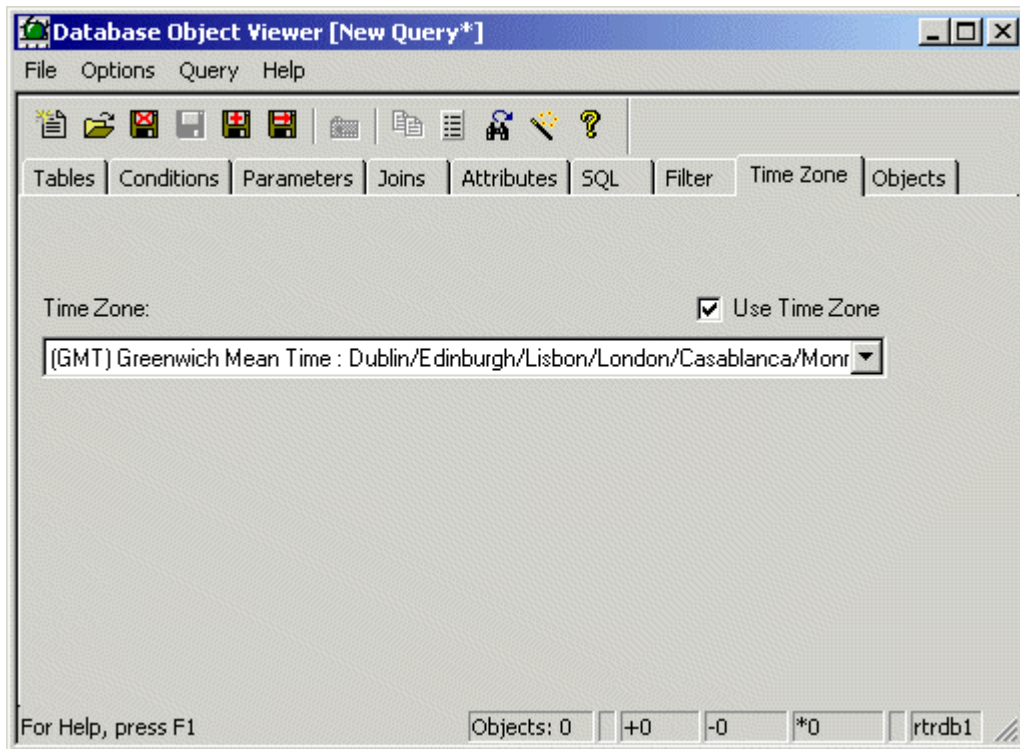 Database Object Viewer [New Query*]
File Options Query Help
Tables Conditions Parameters Joins Attributes SQL Filter Time Zone Objects
Time Zone: Use Time Zone
(GMT) Greenwich Mean Time : Dublin/Edinburgh/Lisbon/London/Casablanca/Monr
For Help, press F1 Objects: 0 +0 -0 *0 rtrdb1